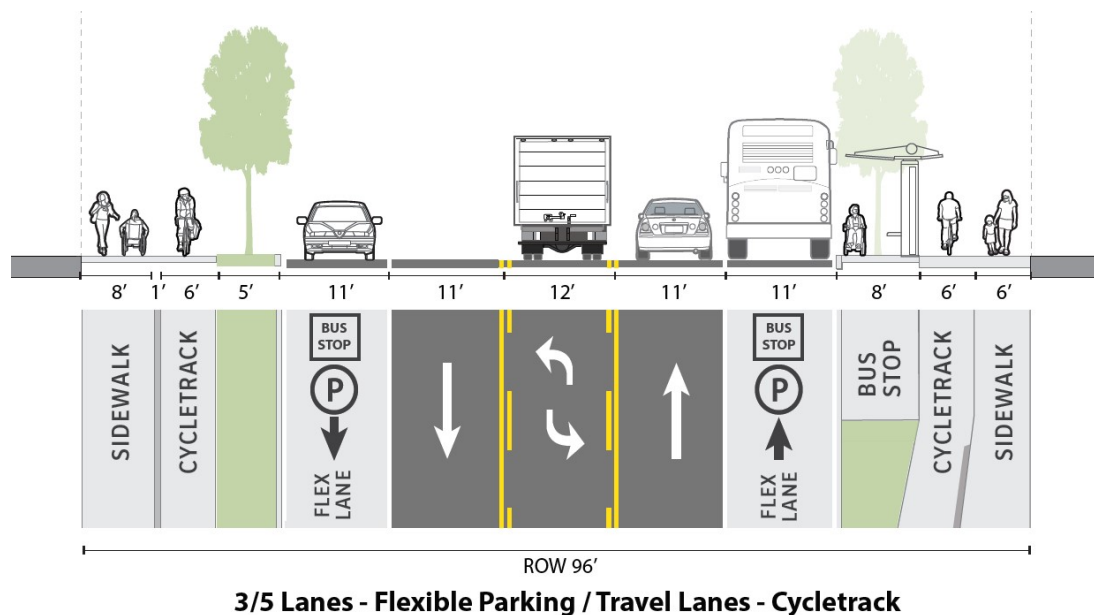 8' 1' 6' 5' 11' 11' 12' 11' 11' 8' 6' 6'
SIDEWALK
CYCLETRACK
BUS
STOP
P
FLEX
LANE
BUS
STOP
P
FLEX
LANE
BUS
STOP
CYCLETRACK
SIDEWALK
ROW 96'
3/5 Lanes - Flexible Parking / Travel Lanes - Cycletrack